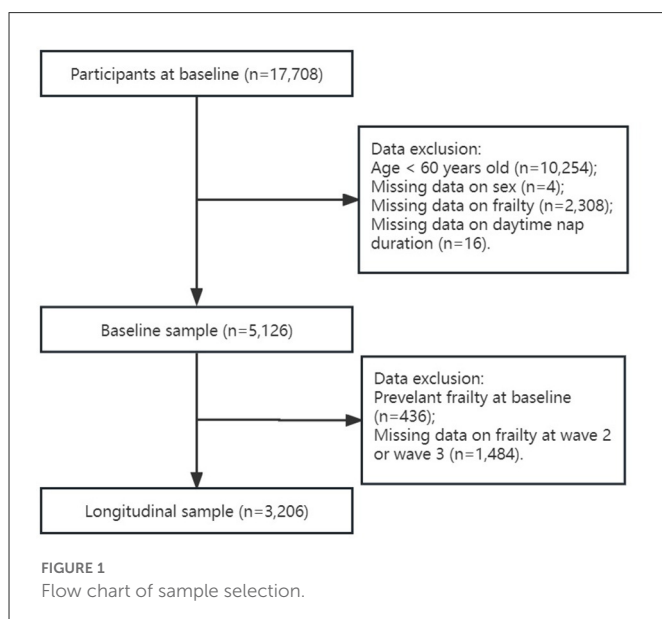 Participants at baseline (n=17,708)
Data exclusion:
Age < 60 years old (n=10,254);
Missing data on sex (n=4);
Missing data on frailty (n=2,308);
Missing data on daytime nap
duration (n=16).
Baseline sample (n=5,126)
Data exclusion:
Prevelant frailty at baseline
(n=436);
Missing data on frailty at wave 2
or wave 3 (n=1,484).
Longitudinal sample (n=3,206)
FIGURE 1
Flow chart of sample selection.